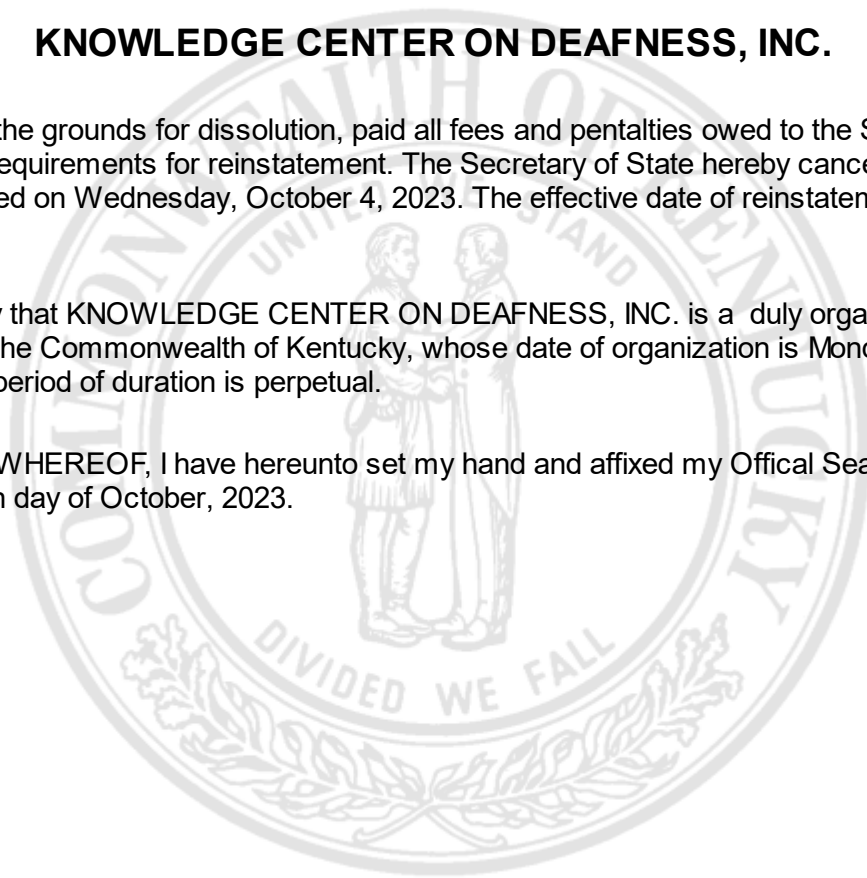 KNOWLEDGE CENTER ON DEAFNESS, INC.
the grounds for dissolution, paid all fees and pentalties owed to the S
equirements for reinstatement. The Secretary of State hereby cance
ed on Wednesday, October 4, 2023. The effective date of reinstatem
y that KNOWLEDGE CENTER ON DEAFNESS, INC. is a duly orga
he Commonwealth of Kentucky, whose date of organization is Mond
period of duration is perpetual.
WHEREOF, I have hereunto set my hand and affixed my Offical Sea
h day of October, 2023.
COMMONWEALTH OF KENTUCKY
UNITED WE STAND
DIVIDED WE FALL